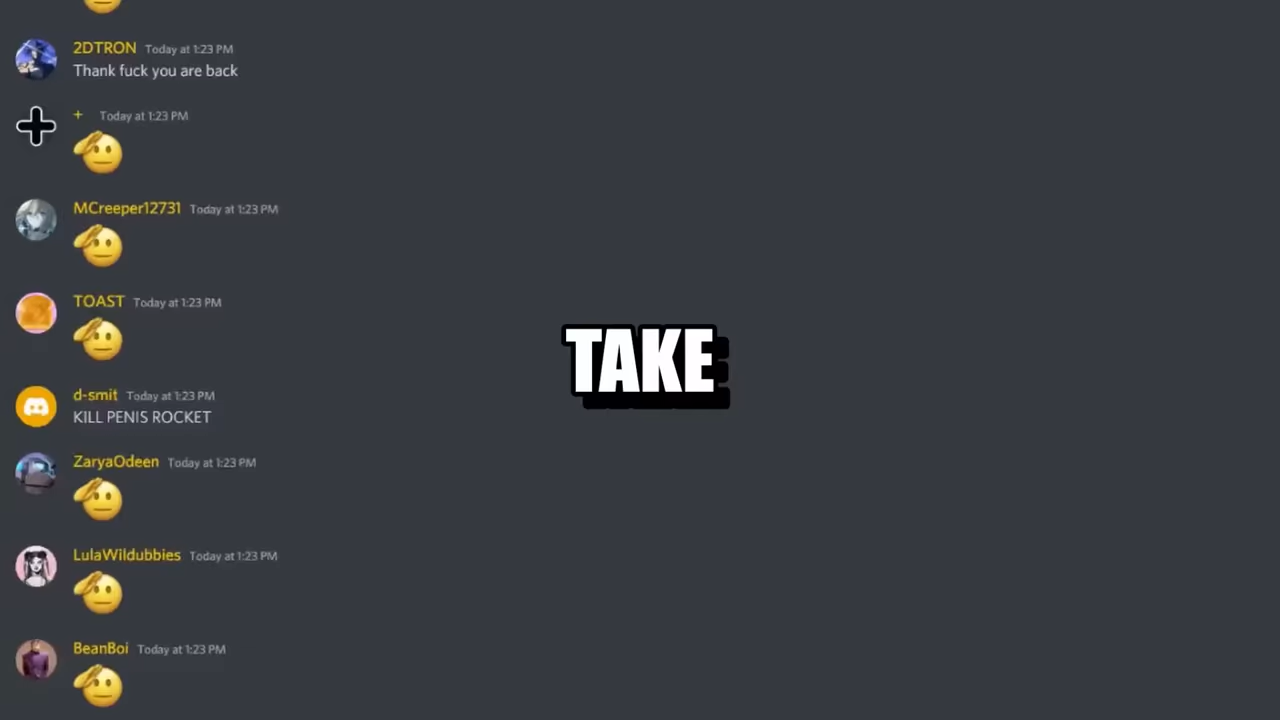 2DTRON Today at 1:23 PM
Thank fuck you are back
+ Today at 1:23 PM
MCreeper12731 Today at 1:23 PM
TOAST Today at 1:23 PM
TAKE
d-smit Today at 1:23 PM
KILL PENIS ROCKET
ZaryaOdeen Today at 1:23 PM
LulaWildubbies Today at 1:23 PM
BeanBoi Today at 1:23 PM